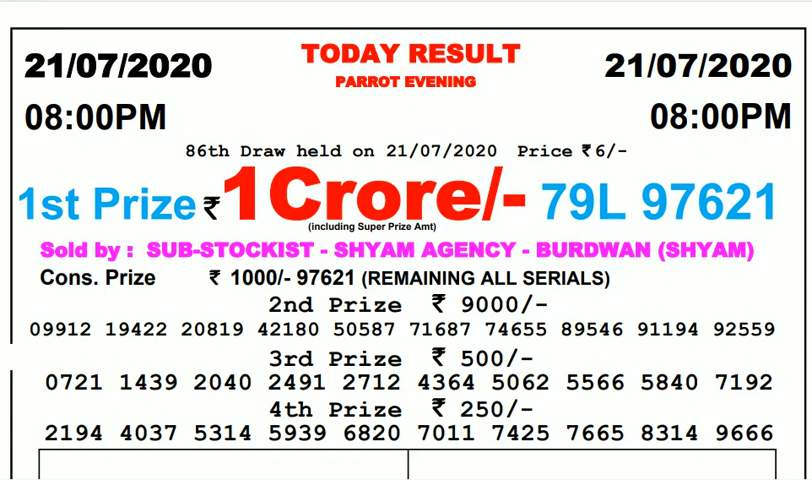 21/07/2020 TODAY RESULT 21/07/2020
PARROT EVENING
08:00PM 08:00PM
86th Draw held on 21/07/2020 Price ₹6/-
1st Prize ₹1Crore/- 79L 97621
(including Super Prize Amt)
Sold by : SUB-STOCKIST - SHYAM AGENCY - BURDWAN (SHYAM)
Cons. Prize ₹ 1000/- 97621 (REMAINING ALL SERIALS)
2nd Prize ₹ 9000/-
09912 19422 20819 42180 50587 71687 74655 89546 91194 92559
3rd Prize ₹ 500/-
0721 1439 2040 2491 2712 4364 5062 5566 5840 7192
4th Prize ₹ 250/-
2194 4037 5314 5939 6820 7011 7425 7665 8314 9666